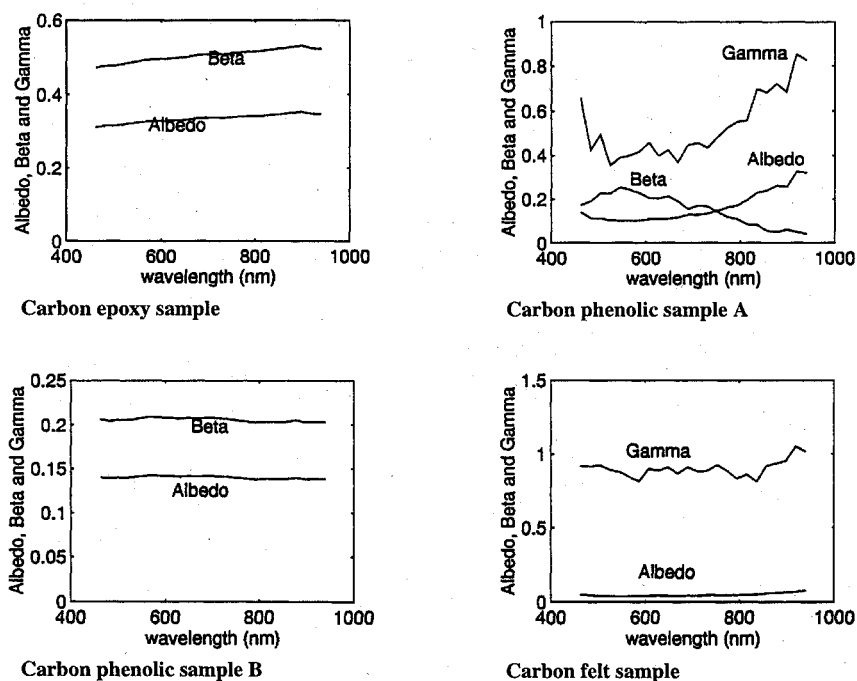 Albedo, Beta and Gamma
0.6
0.4
0.2
0
Beta
Albedo
400 600 800 1000
wavelength (nm)
Carbon epoxy sample
Albedo, Beta and Gamma
1
0.8
0.6
0.4
0.2
0
Gamma
Albedo
Beta
400 600 800 1000
wavelength (nm)
Carbon phenolic sample A
Albedo, Beta and Gamma
0.25
0.2
0.15
0.1
0.05
0
Beta
Albedo
400 600 800 1000
wavelength (nm)
Carbon phenolic sample B
Albedo, Beta and Gamma
1.5
1
0.5
0
Gamma
Albedo
400 600 800 1000
wavelength (nm)
Carbon felt sample